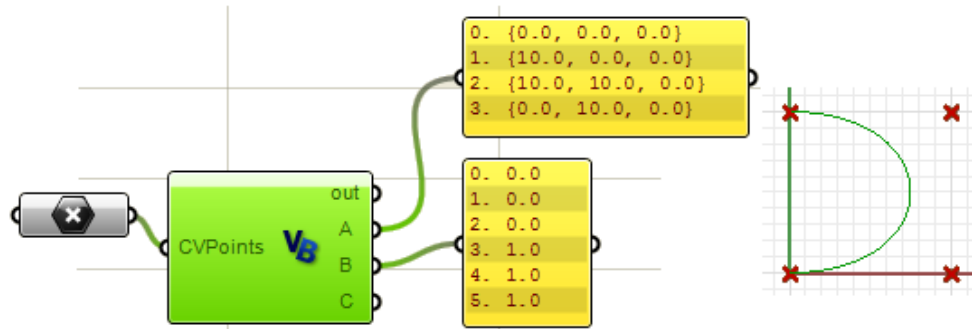 0. {0.0, 0.0, 0.0}
1. {10.0, 0.0, 0.0}
2. {10.0, 10.0, 0.0}
3. {0.0, 10.0, 0.0}
CVPoints
VB
out
A
B
C
0. 0.0
1. 0.0
2. 0.0
3. 1.0
4. 1.0
5. 1.0